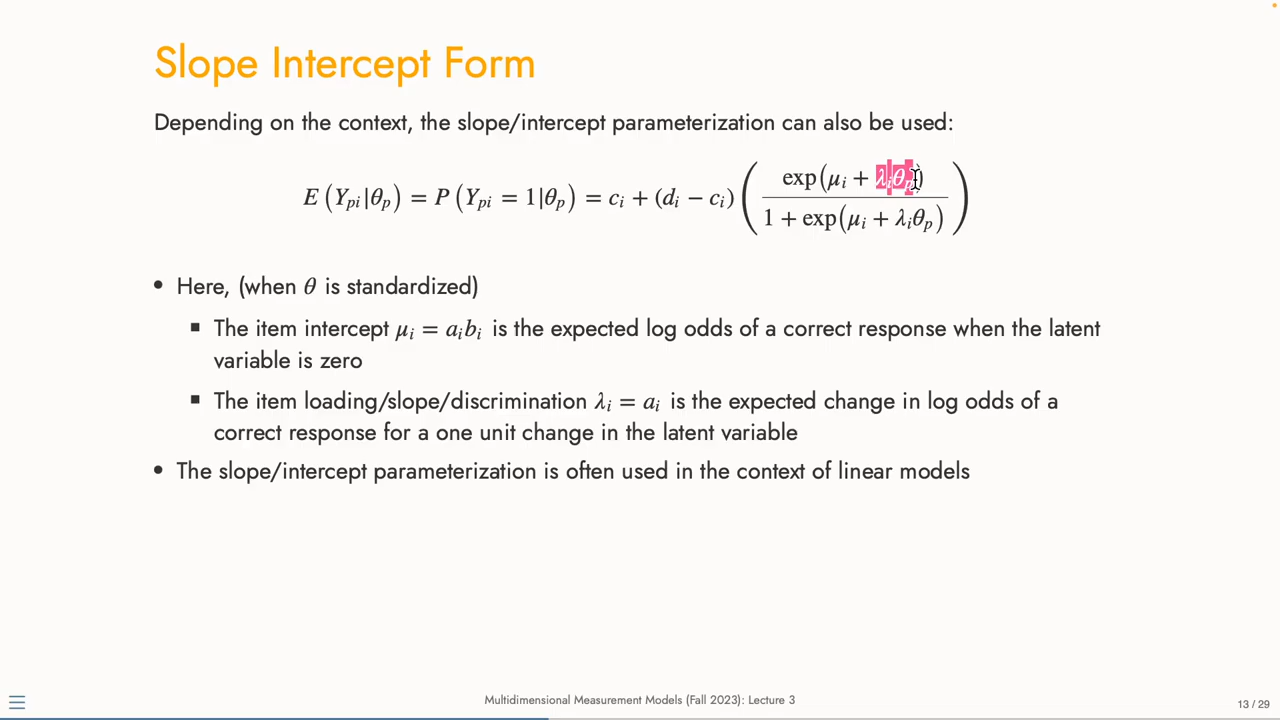 Slope Intercept Form
Depending on the context, the slope/intercept parameterization can also be used:
E (Y_{pi}|θ_p) = P (Y_{pi} = 1|θ_p) = c_i + (d_i − c_i) ( exp(μ_i + λ_iθ_p) / 1 + exp(μ_i + λ_iθ_p) )
• Here, (when θ is standardized)
▪ The item intercept μ_i = a_ib_i is the expected log odds of a correct response when the latent
variable is zero
▪ The item loading/slope/discrimination λ_i = a_i is the expected change in log odds of a
correct response for a one unit change in the latent variable
• The slope/intercept parameterization is often used in the context of linear models
Multidimensional Measurement Models (Fall 2023): Lecture 3
13 / 29